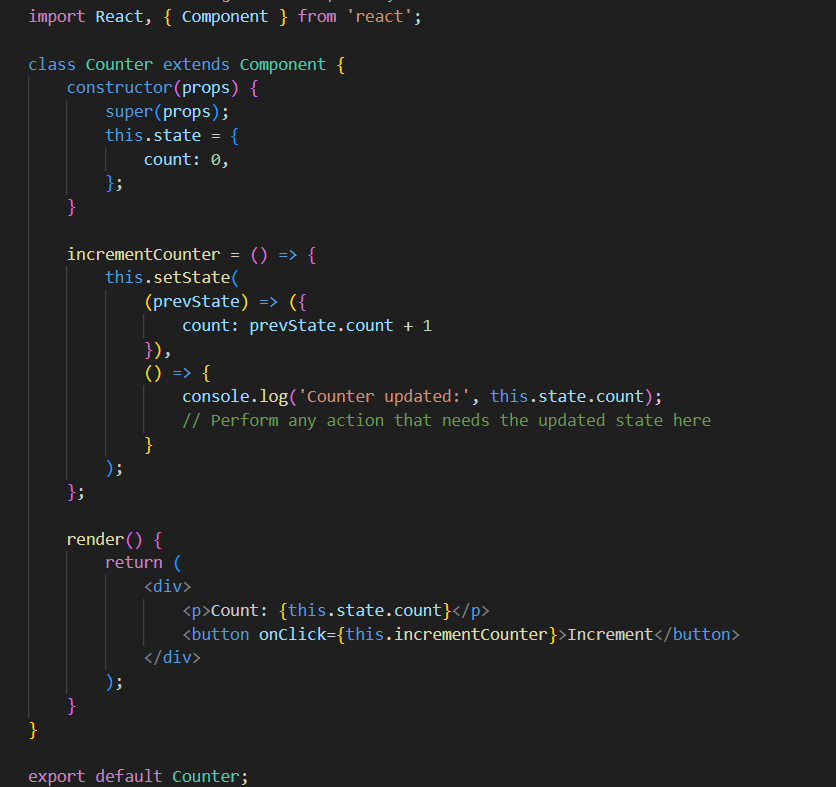 import React, { Component } from 'react';
class Counter extends Component {
constructor(props) {
super(props);
this.state = {
count: 0,
};
}
incrementCounter = () => {
this.setState(
(prevState) => ({
count: prevState.count + 1
}),
() => {
console.log('Counter updated:', this.state.count);
// Perform any action that needs the updated state here
}
);
};
render() {
return (
<div>
<p>Count: {this.state.count}</p>
<button onClick={this.incrementCounter}>Increment</button>
</div>
);
}
}
export default Counter;